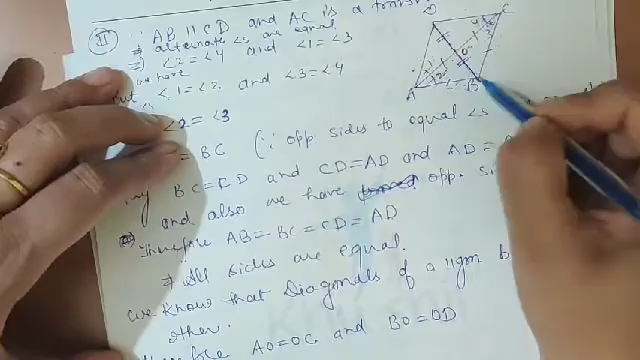 II ∵ AB || CD and AC is a trans
⇒ alternate ∠s are equal
⇒ ∠2 = ∠4 and ∠1 = ∠3
have
but ∠1 = ∠2 and ∠3 = ∠4
∠2 = ∠3
= BC (∵ opp sides to equal ∠s
BC = CD and CD = AD and AD =
and also we have opp. si
Therefore AB = BC = CD = AD
⇒ All sides are equal.
we know that Diagonals of a ||gm b
other.
AO = OC and BO = OD
D C
A B